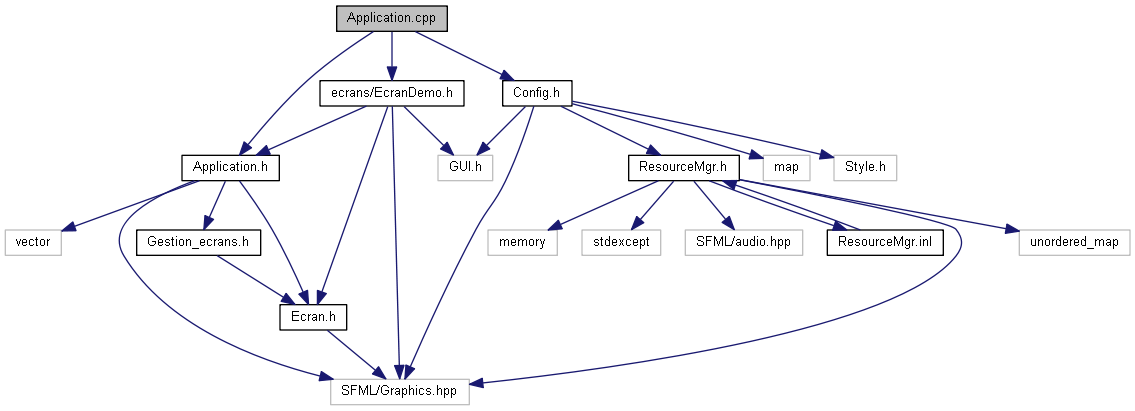 Application.cpp
ecrans/EcranDemo.h
Config.h
Application.h
GUI.h
ResourceMgr.h
map
Style.h
vector
Gestion_ecrans.h
memory
stdexcept
SFML/audio.hpp
ResourceMgr.inl
unordered_map
Ecran.h
SFML/Graphics.hpp